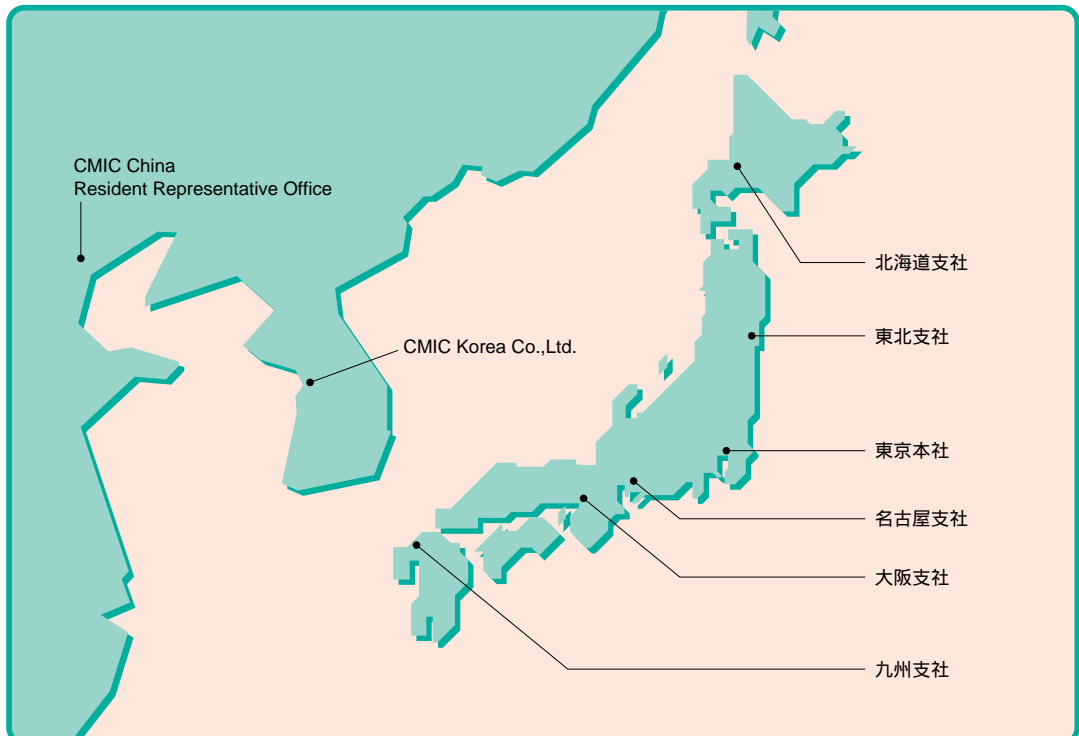 CMIC China
Resident Representative Office
CMIC Korea Co.,Ltd.
北海道支社
東北支社
東京本社
名古屋支社
大阪支社
九州支社